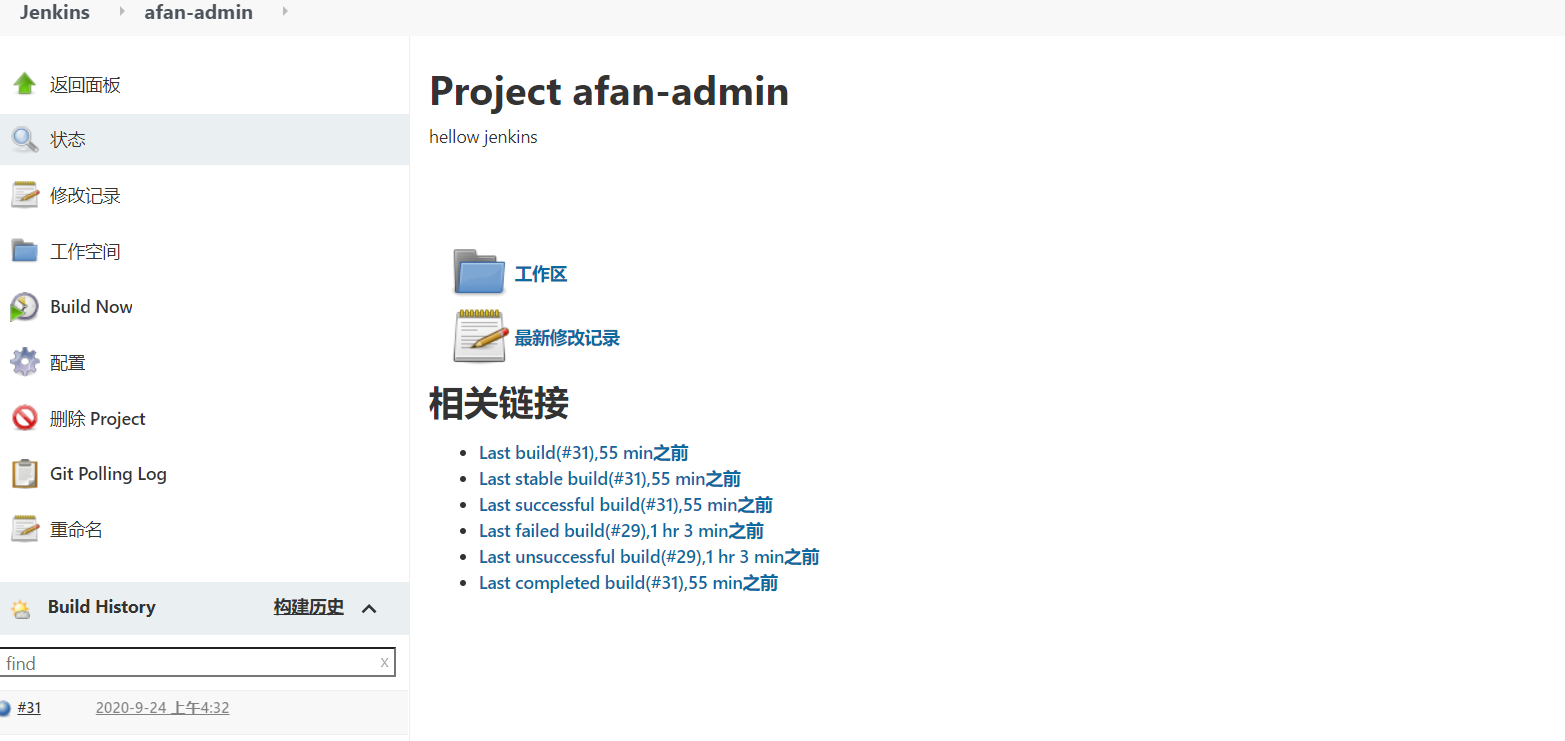 Jenkins afan-admin
返回面板
状态
修改记录
工作空间
Build Now
配置
删除 Project
Git Polling Log
重命名
Build History 构建历史
find x
#31 2020-9-24 上午4:32
Project afan-admin
hellow jenkins
工作区
最新修改记录
相关链接
Last build(#31),55 min之前
Last stable build(#31),55 min之前
Last successful build(#31),55 min之前
Last failed build(#29),1 hr 3 min之前
Last unsuccessful build(#29),1 hr 3 min之前
Last completed build(#31),55 min之前